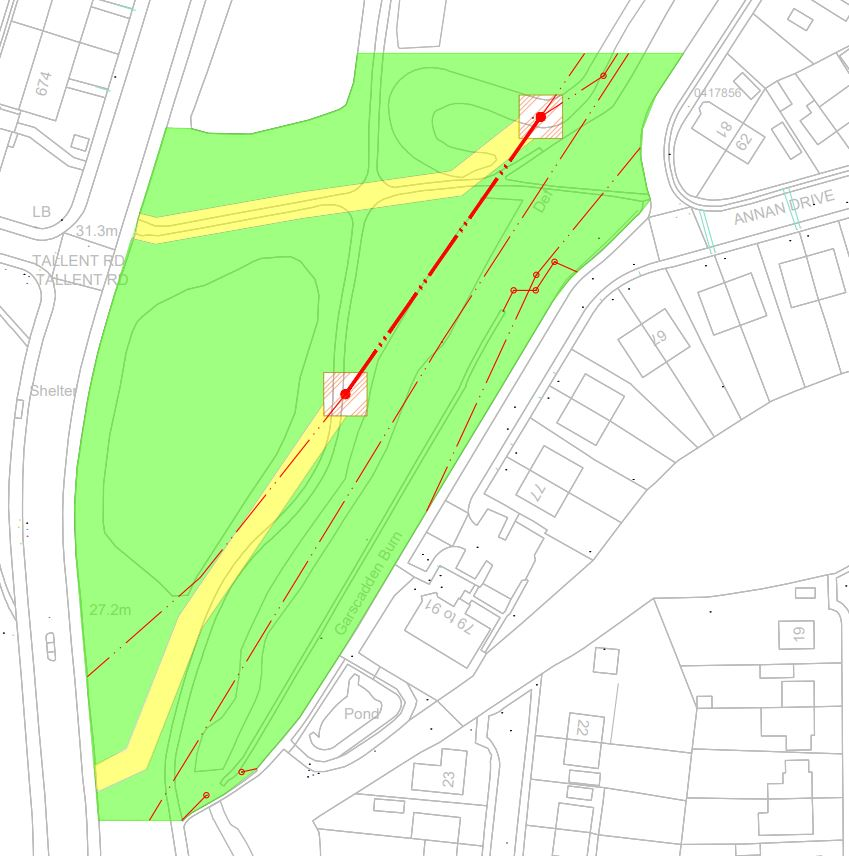 674
0417856
81
62
LB
31.3m
ANNAN DRIVE
TALLENT RD
TALLENT RD
67
Shelter
77
Garscadden Burn
27.2m
79 to 91
19
Pond
22
23